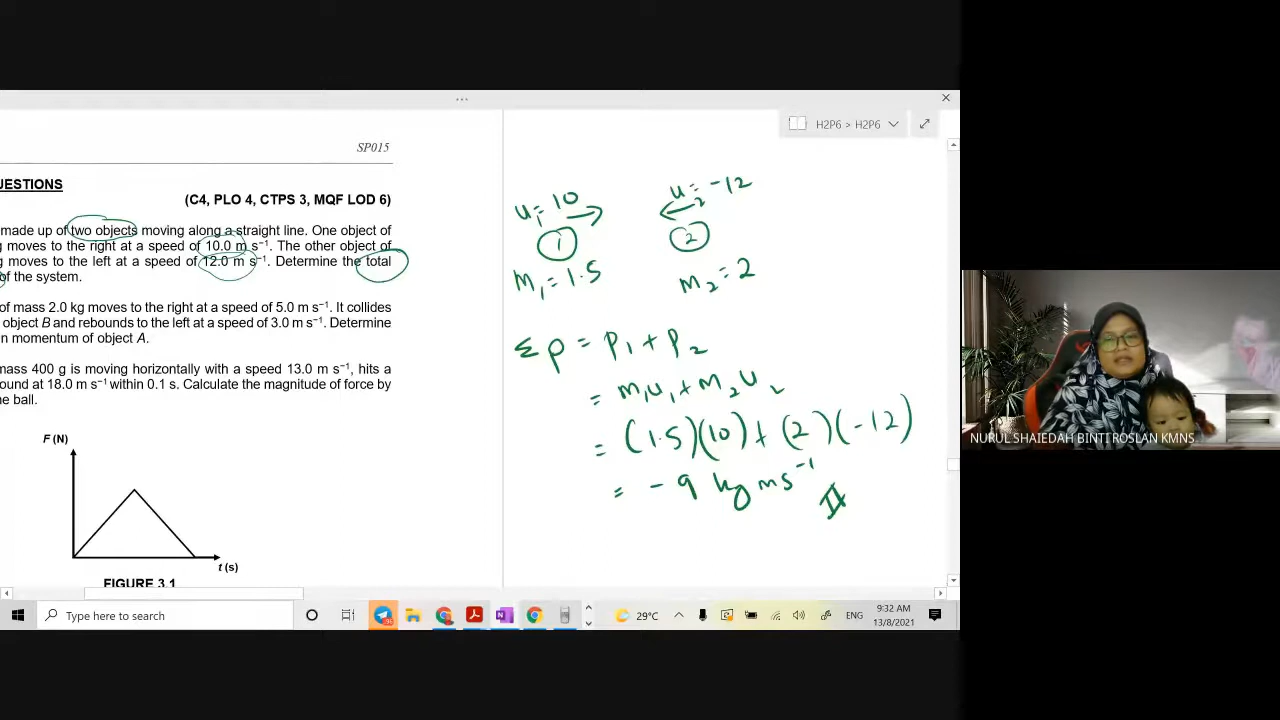 H2P6 > H2P6
SP015
UESTIONS
(C4, PLO 4, CTPS 3, MQF LOD 6)
made up of two objects moving along a straight line. One object of
g moves to the right at a speed of 10.0 m s⁻¹. The other object of
g moves to the left at a speed of 12.0 m s⁻¹. Determine the total
of the system.
of mass 2.0 kg moves to the right at a speed of 5.0 m s⁻¹. It collides
object B and rebounds to the left at a speed of 3.0 m s⁻¹. Determine
n momentum of object A.
mass 400 g is moving horizontally with a speed 13.0 m s⁻¹, hits a
ound at 18.0 m s⁻¹ within 0.1 s. Calculate the magnitude of force by
e ball.
F (N)
t (s)
FIGURE 3.1
u₁ = 10
u₂ = -12
1
2
m₁ = 1.5
m₂ = 2
Σp = p₁ + p₂
= m₁u₁ + m₂u₂
= (1.5)(10) + (2)(-12)
= -9 kg ms⁻¹
NURUL SHAIEDAH BINTI ROSLAN KMNS
Type here to search
29°C
ENG
9:32 AM
13/8/2021